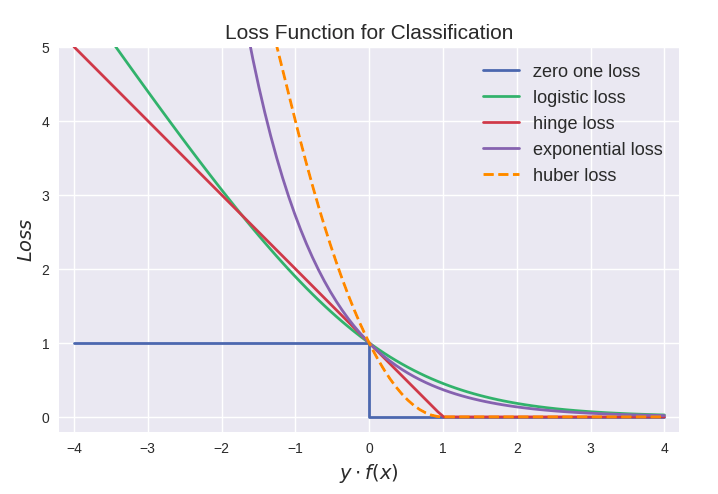 Loss Function for Classification
5
4
3
2
1
0
Loss
zero one loss
logistic loss
hinge loss
exponential loss
huber loss
−4 −3 −2 −1 0 1 2 3 4
y · f(x)